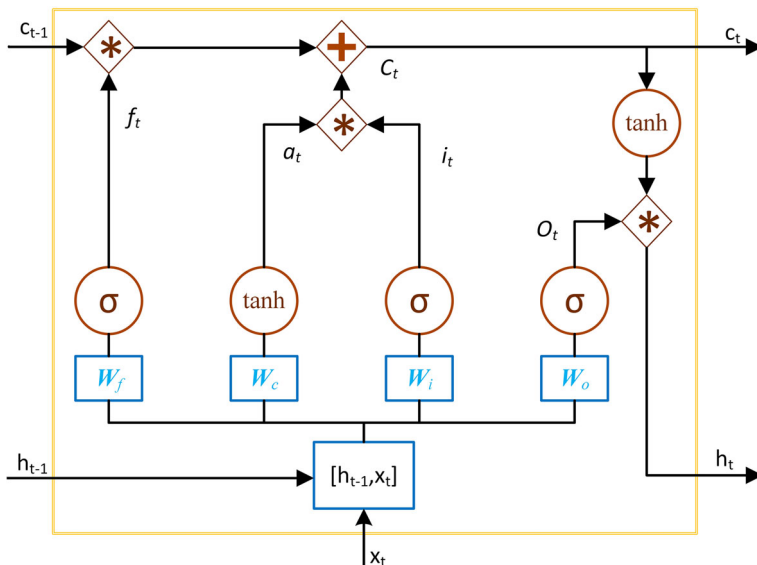 c_{t-1} * + c_t
C_t
f_t * tanh
a_t i_t
O_t *
σ tanh σ σ
W_f W_c W_i W_o
h_{t-1} [h_{t-1},x_t] h_t
x_t